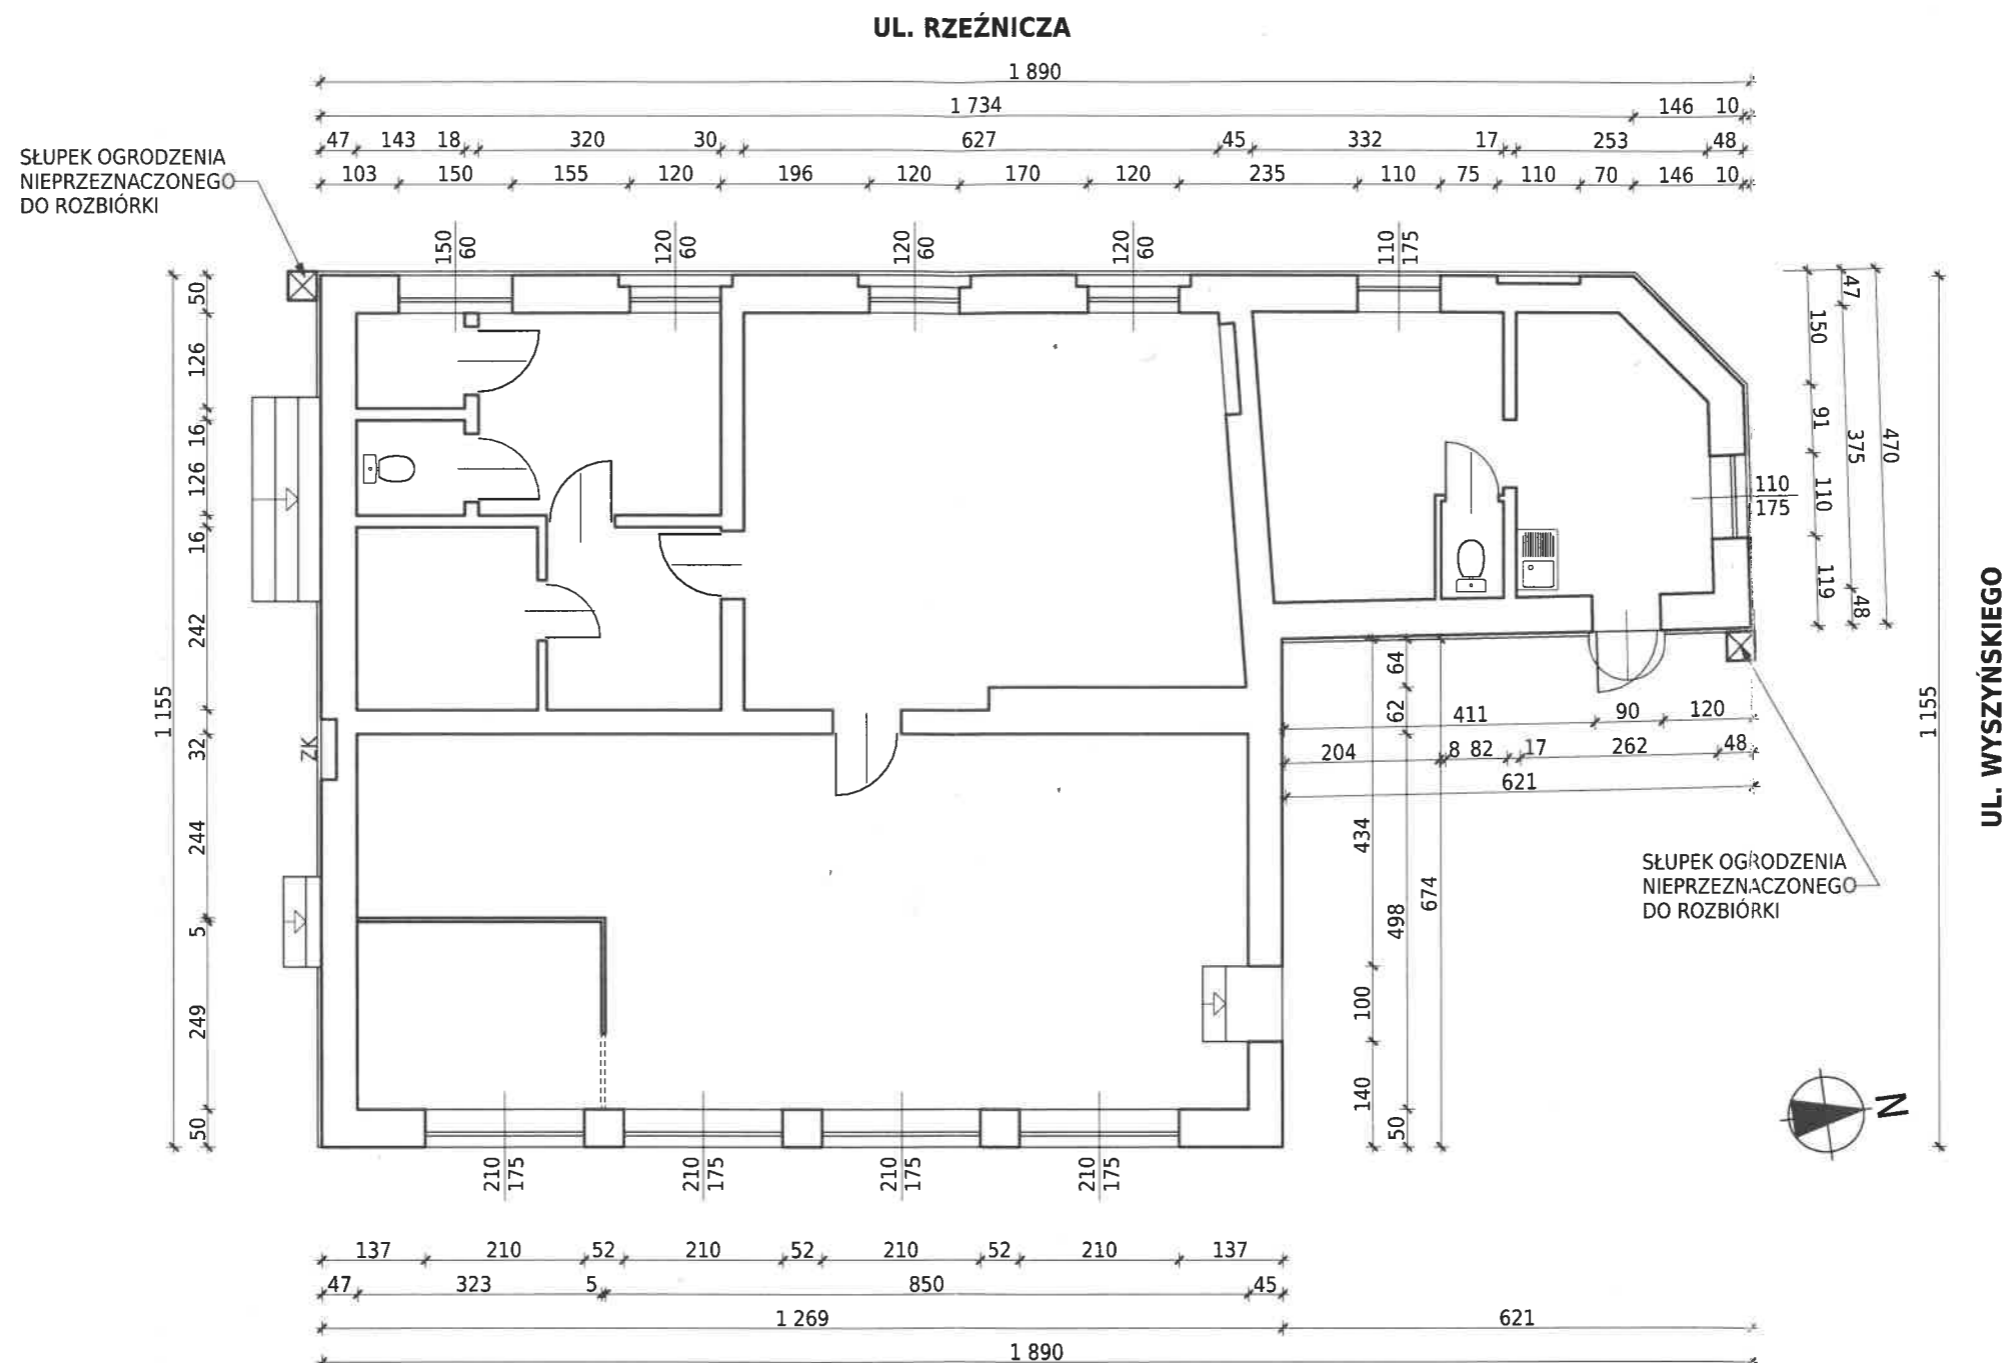 UL. RZEŹNICZA
1 890
1 734 146 10
47 143 18 320 30 627 45 332 17 253 48
103 150 155 120 196 120 170 120 235 110 75 110 70 146 10
SŁUPEK OGRODZENIA
NIEPRZEZNACZONEGO
DO ROZBIÓRKI
150
60
120
60
120
60
120
60
110
175
1 155
50
126
16
126
16
242
32
244
5
249
50
ZK
47
150
91
375
470
110
119
48
110
175
1 155
UL. WYSZYŃSKIEGO
64
62
411 90 120
204 8 82 17 262 48
621
434
498
674
100
140
50
SŁUPEK OGRODZENIA
NIEPRZEZNACZONEGO
DO ROZBIÓRKI
N
210
175
210
175
210
175
210
175
137 210 52 210 52 210 52 210 137
47 323 5 850 45
1 269 621
1 890